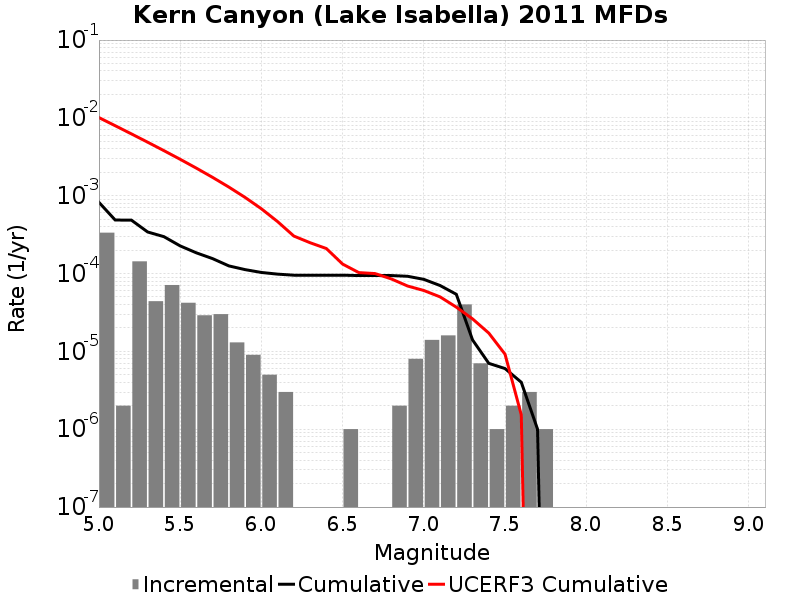 Kern Canyon (Lake Isabella) 2011 MFDs
10-1
10-2
10-3
10-4
10-5
10-6
10-7
Rate (1/yr)
5.0 5.5 6.0 6.5 7.0 7.5 8.0 8.5 9.0
Magnitude
Incremental Cumulative UCERF3 Cumulative